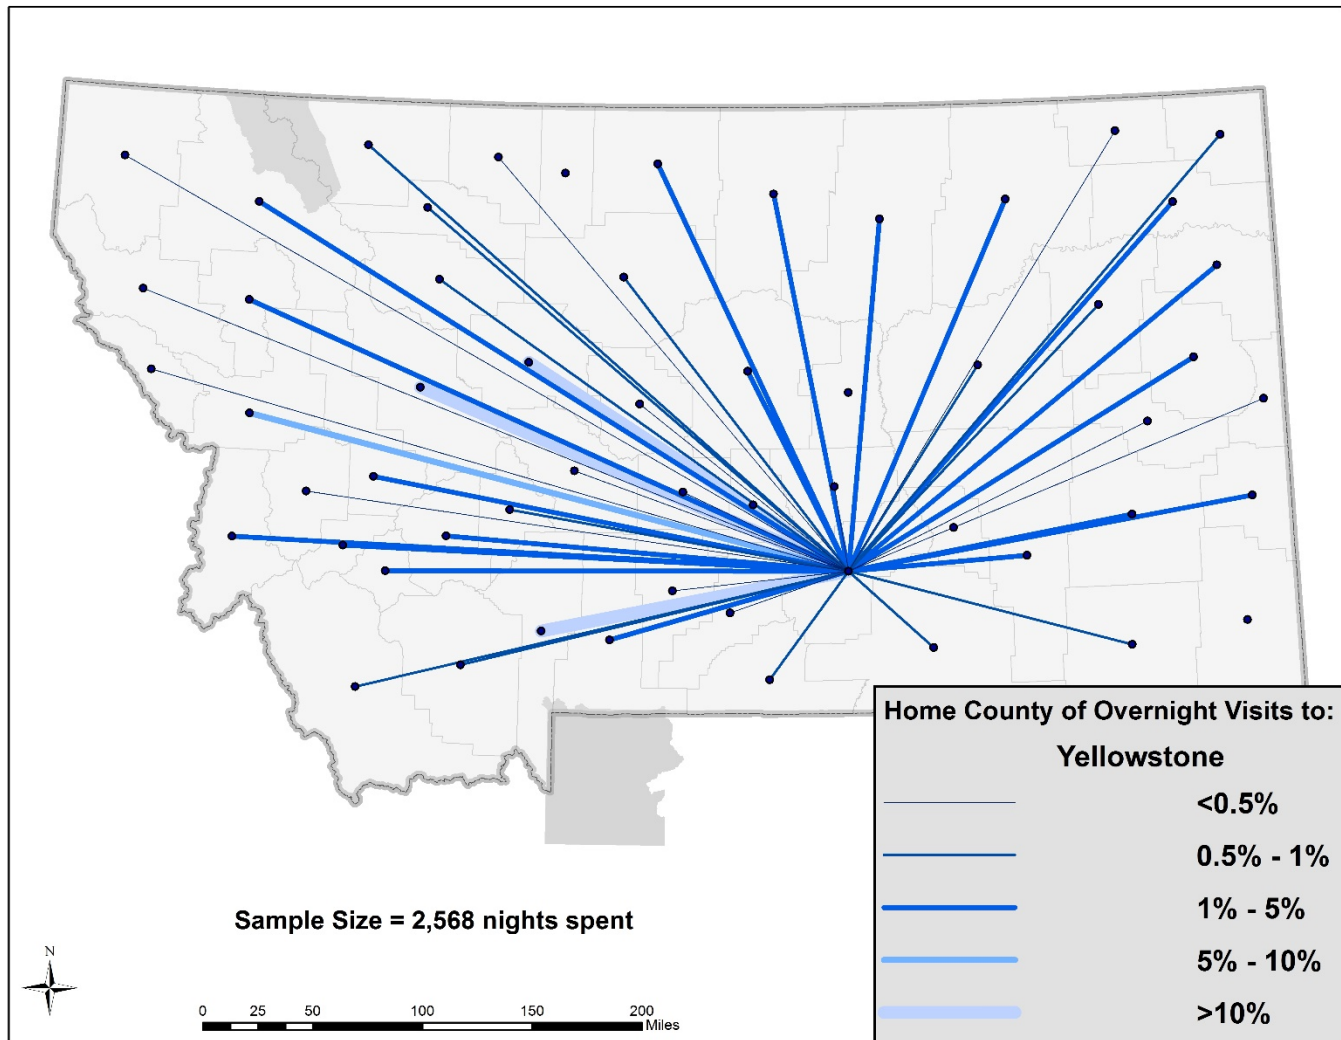 Home County of Overnight Visits to:
Yellowstone
<0.5%
0.5% - 1%
1% - 5%
5% - 10%
>10%
Sample Size = 2,568 nights spent
N
0 25 50 100 150 200
Miles